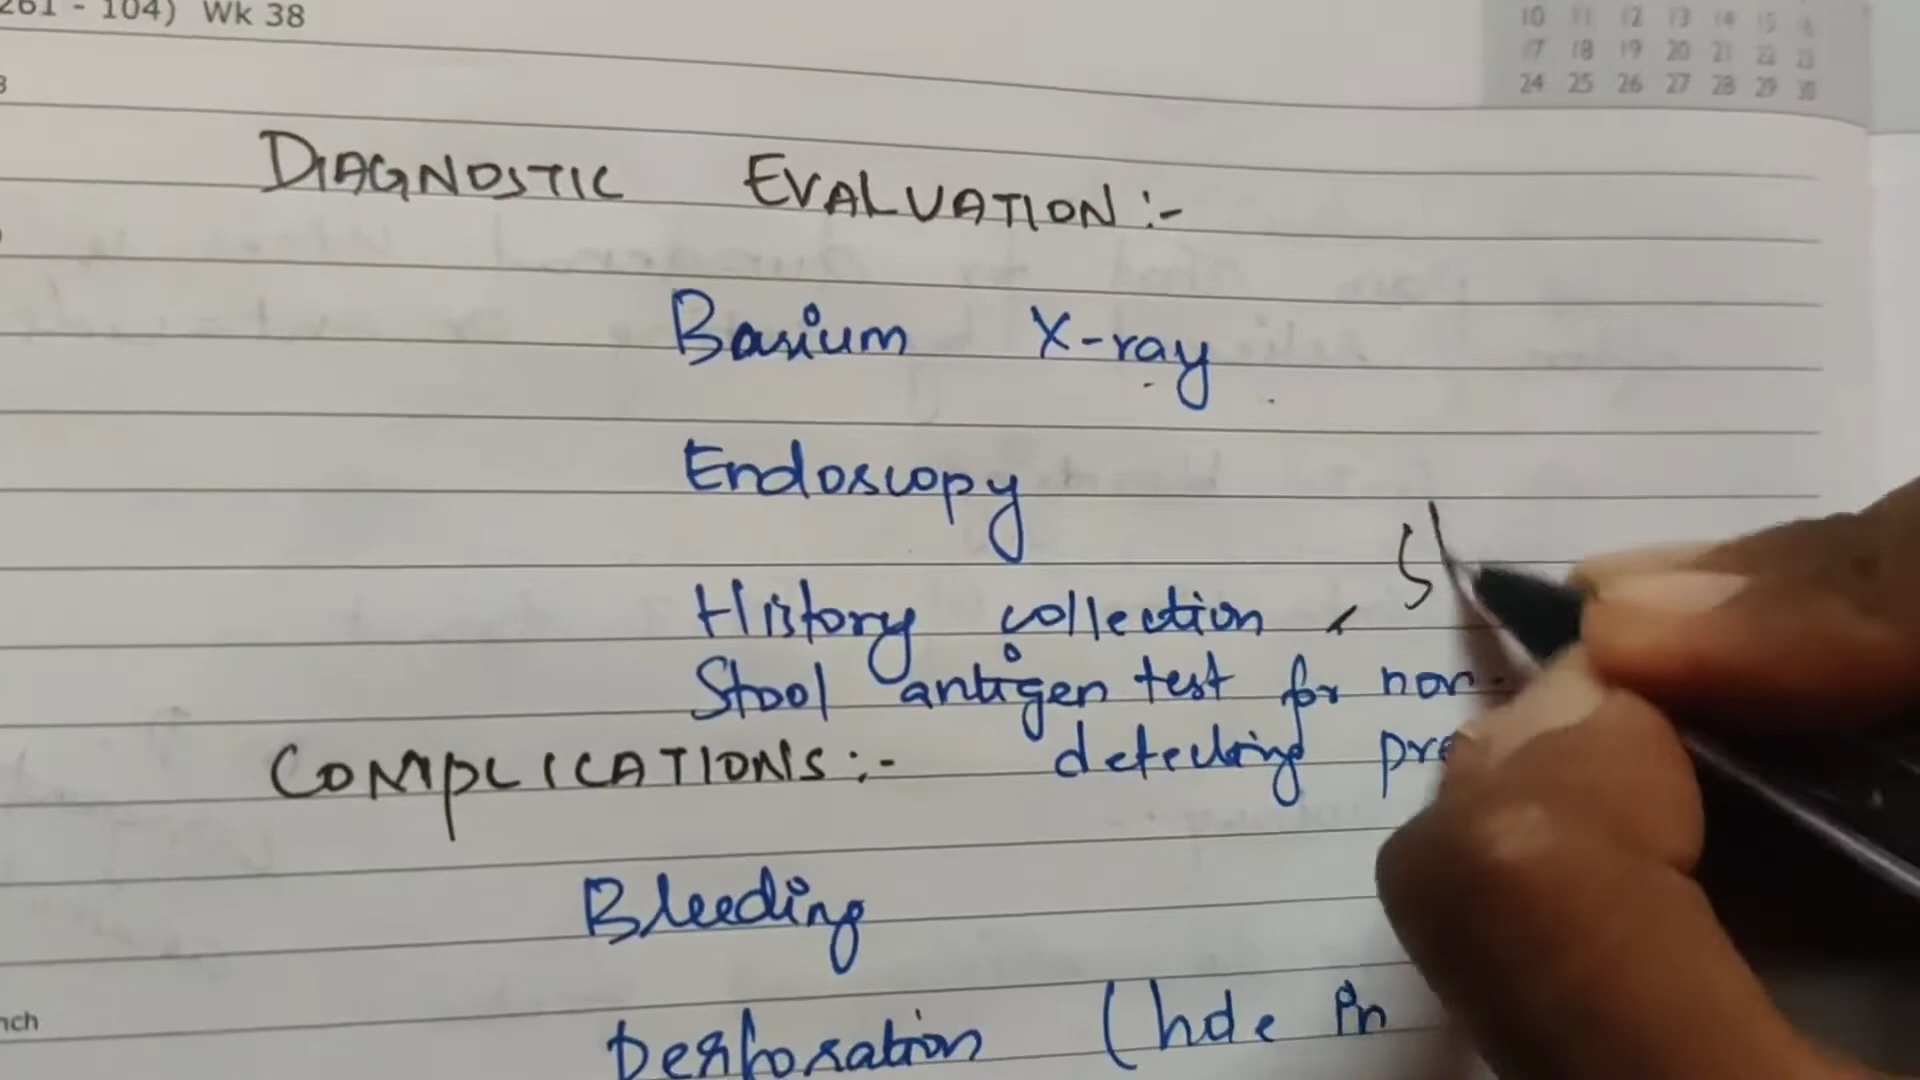 261 - 104) Wk 38
10 11 12 13 14 15
17 18 19 20 21 22 23
24 25 26 27 28 29 30
DIAGNOSTIC EVALUATION :-
Barium X-ray
Endoscopy
History collection ,
Stool antigen test for non-
COMPLICATIONS :- detecting
Bleeding
Perforation (hole in